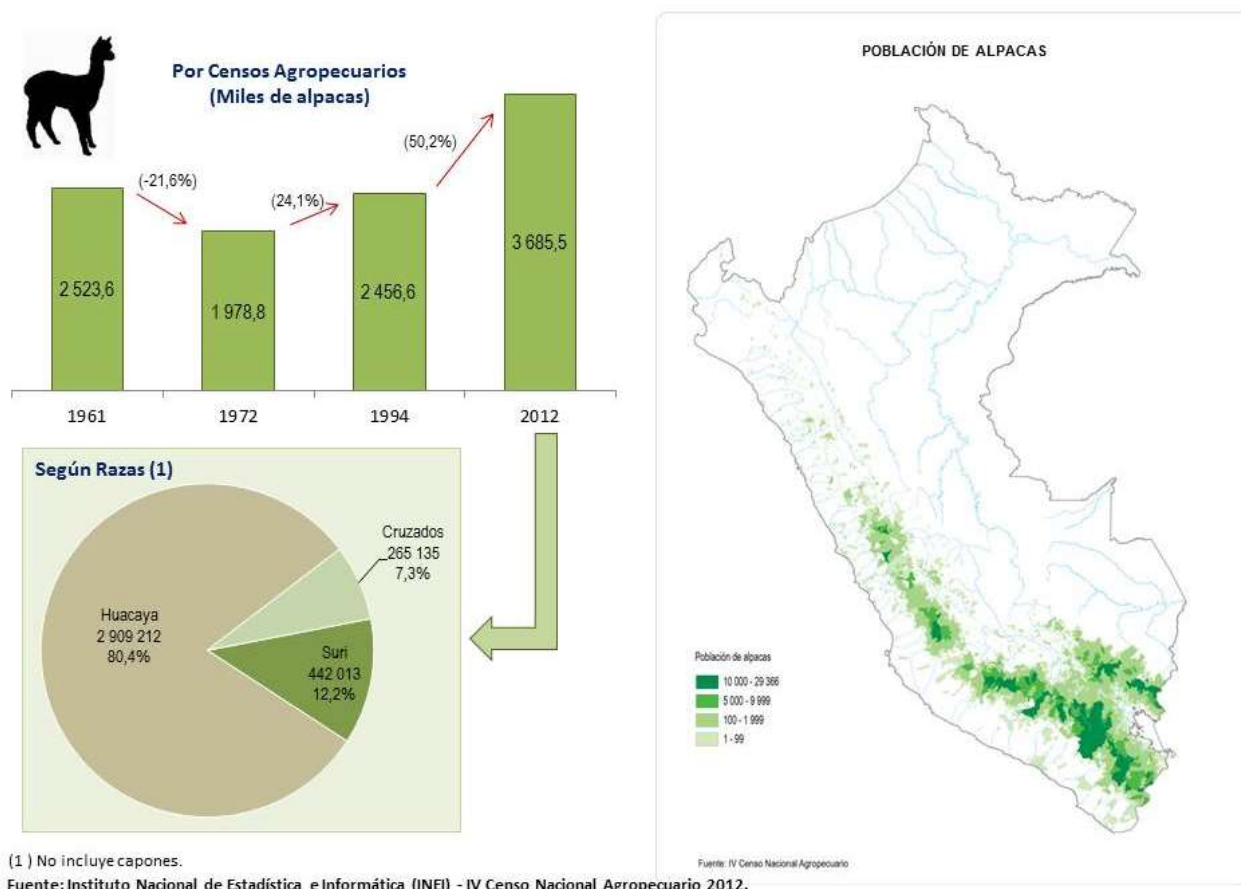 Por Censos Agropecuarios
(Miles de alpacas)
(-21,6%)
(24,1%)
(50,2%)
2 523,6
1 978,8
2 456,6
3 685,5
1961
1972
1994
2012
Según Razas (1)
Cruzados
265 135
7,3%
Huacaya
2 909 212
80,4%
Suri
442 013
12,2%
(1 ) No incluye capones.
Fuente: Instituto Nacional de Estadística e Informática (INEI) - IV Censo Nacional Agropecuario 2012.
POBLACIÓN DE ALPACAS
Población de alpacas
10 000 - 29 366
5 000 - 9 999
100 - 1 999
1 - 99
Fuente: IV Censo Nacional Agropecuario